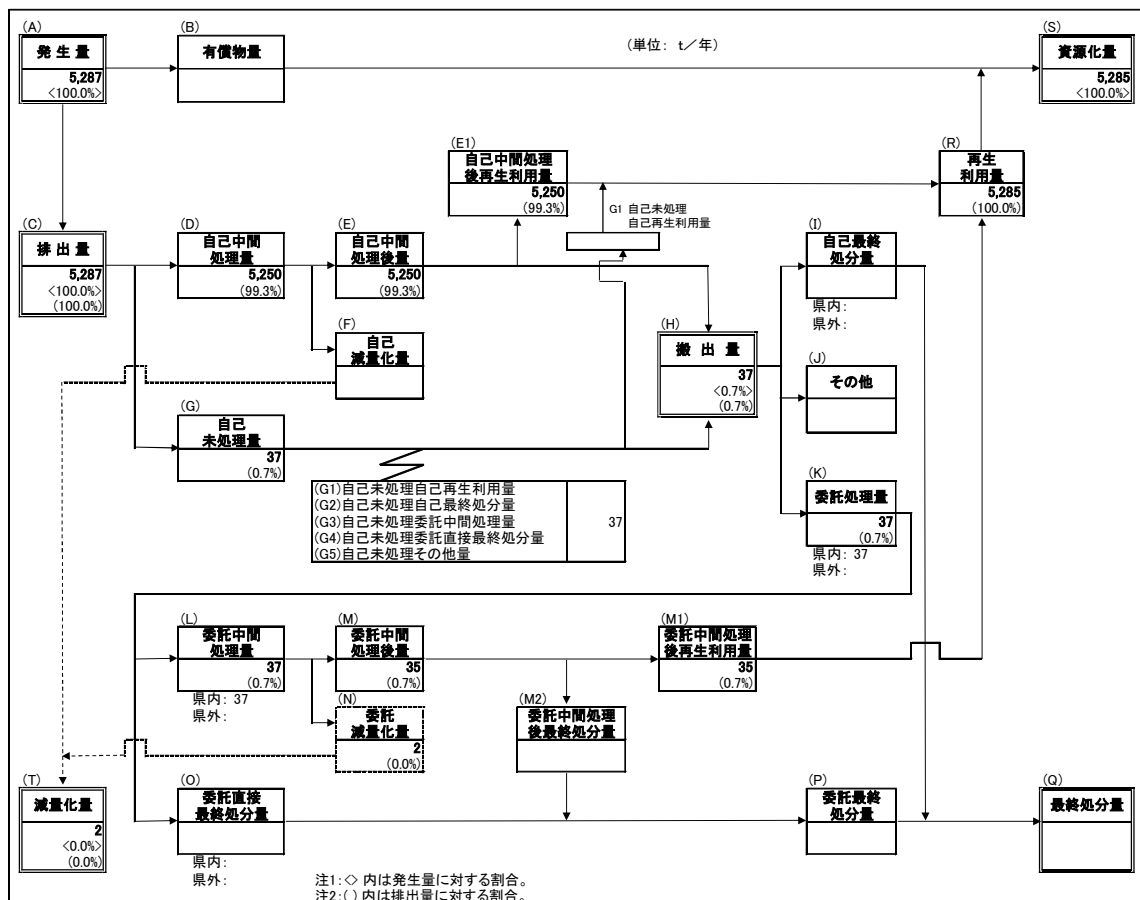 (A)
発 生 量
5,287
<100.0%>
(B)
有償物量
(単位: t/年)
(S)
資源化量
5,285
<100.0%>
(E1)
自己中間処理
後再生利用量
5,250
(99.3%)
G1 自己未処理
自己再生利用量
(R)
再生
利用量
5,285
(100.0%)
(C)
排 出 量
5,287
<100.0%>
(100.0%)
(D)
自己中間
処理量
5,250
(99.3%)
(E)
自己中間
処理後量
5,250
(99.3%)
(F)
自己
減量化量
(G)
自己
未処理量
37
(0.7%)
(G1)自己未処理自己再生利用量
(G2)自己未処理自己最終処分量
(G3)自己未処理委託中間処理量 37
(G4)自己未処理委託直接最終処分量
(G5)自己未処理その他量
(H)
搬 出 量
37
<0.7%>
(0.7%)
(I)
自己最終
処分量
県内:
県外:
(J)
その他
(K)
委託処理量
37
(0.7%)
県内: 37
県外:
(L)
委託中間
処理量
37
(0.7%)
県内: 37
県外:
(M)
委託中間
処理後量
35
(0.7%)
(N)
委託
減量化量
2
(0.0%)
(M1)
委託中間処理
後再生利用量
35
(0.7%)
(M2)
委託中間処理
後最終処分量
(T)
減量化量
2
<0.0%>
(0.0%)
(O)
委託直接
最終処分量
県内:
県外:
(P)
委託最終
処分量
(Q)
最終処分量
注1:<> 内は発生量に対する割合。
注2:( ) 内は排出量に対する割合。